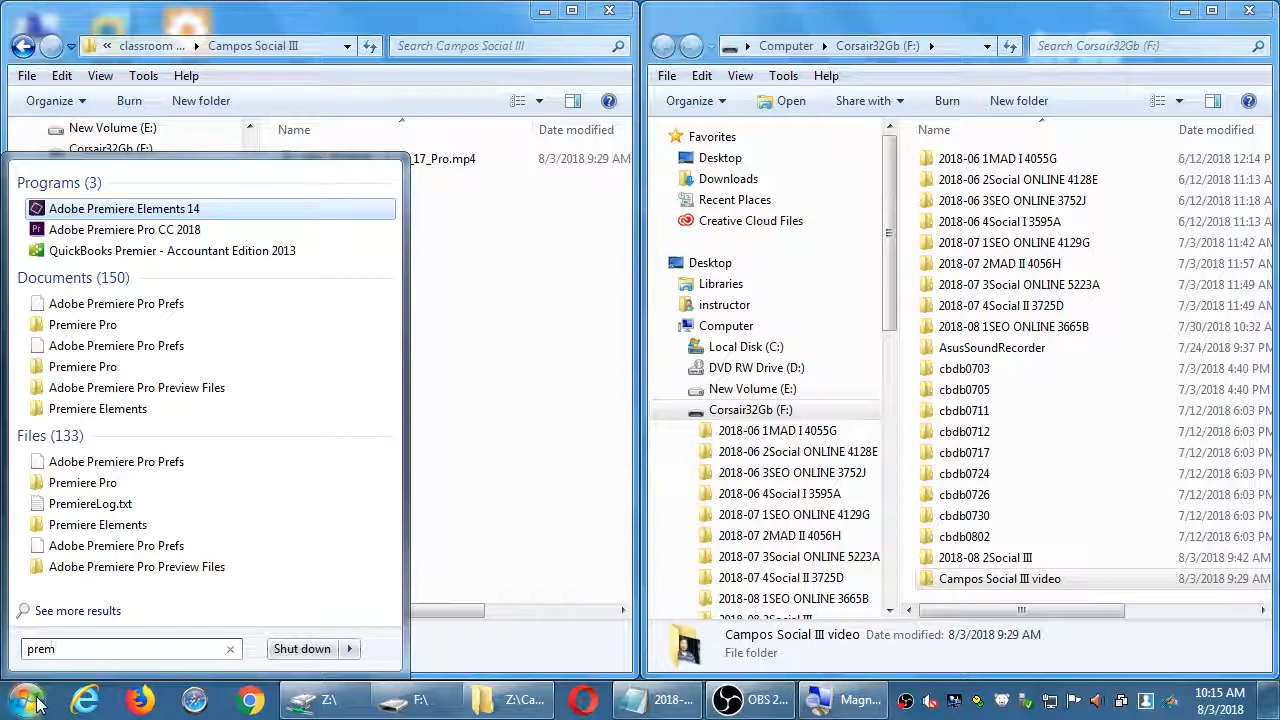 « classroom ... Campos Social III
Search Campos Social III
File Edit View Tools Help
Organize Burn New folder
New Volume (E:)
Corsair32Gb (F:)
Name Date modified
_17_Pro.mp4 8/3/2018 9:29 AM
Programs (3)
Adobe Premiere Elements 14
Adobe Premiere Pro CC 2018
QuickBooks Premier - Accountant Edition 2013
Documents (150)
Adobe Premiere Pro Prefs
Premiere Pro
Adobe Premiere Pro Prefs
Premiere Pro
Adobe Premiere Pro Preview Files
Premiere Elements
Files (133)
Adobe Premiere Pro Prefs
Premiere Pro
PremiereLog.txt
Premiere Elements
Adobe Premiere Pro Prefs
Adobe Premiere Pro Preview Files
See more results
prem
Shut down
Computer Corsair32Gb (F:)
Search Corsair32Gb (F:)
File Edit View Tools Help
Organize Open Share with Burn New folder
Favorites
Desktop
Downloads
Recent Places
Creative Cloud Files
Desktop
Libraries
instructor
Computer
Local Disk (C:)
DVD RW Drive (D:)
New Volume (E:)
Corsair32Gb (F:)
2018-06 1MAD I 4055G
2018-06 2Social ONLINE 4128E
2018-06 3SEO ONLINE 3752J
2018-06 4Social I 3595A
2018-07 1SEO ONLINE 4129G
2018-07 2MAD II 4056H
2018-07 3Social ONLINE 5223A
2018-07 4Social II 3725D
2018-08 1SEO ONLINE 3665B
2018-08 2Social III
Name Date modified
2018-06 1MAD I 4055G 6/12/2018 12:14 P
2018-06 2Social ONLINE 4128E 6/12/2018 11:13 A
2018-06 3SEO ONLINE 3752J 6/12/2018 11:18 A
2018-06 4Social I 3595A 6/12/2018 11:13 A
2018-07 1SEO ONLINE 4129G 7/3/2018 11:42 AM
2018-07 2MAD II 4056H 7/3/2018 11:57 AM
2018-07 3Social ONLINE 5223A 7/3/2018 11:49 AM
2018-07 4Social II 3725D 7/3/2018 11:49 AM
2018-08 1SEO ONLINE 3665B 7/30/2018 10:32 A
AsusSoundRecorder 7/24/2018 9:37 PM
cbdb0703 7/3/2018 4:40 PM
cbdb0705 7/3/2018 4:40 PM
cbdb0711 7/12/2018 6:03 PM
cbdb0712 7/12/2018 6:03 PM
cbdb0717 7/12/2018 6:03 PM
cbdb0724 7/12/2018 6:03 PM
cbdb0726 7/12/2018 6:03 PM
cbdb0730 7/12/2018 6:03 PM
cbdb0802 7/12/2018 6:03 PM
2018-08 2Social III 8/3/2018 9:42 AM
Campos Social III video 8/3/2018 9:29 AM
Campos Social III video Date modified: 8/3/2018 9:29 AM
File folder
Z:\ F:\ Z:\Ca... 2018-... OBS 2... Magn...
10:15 AM
8/3/2018